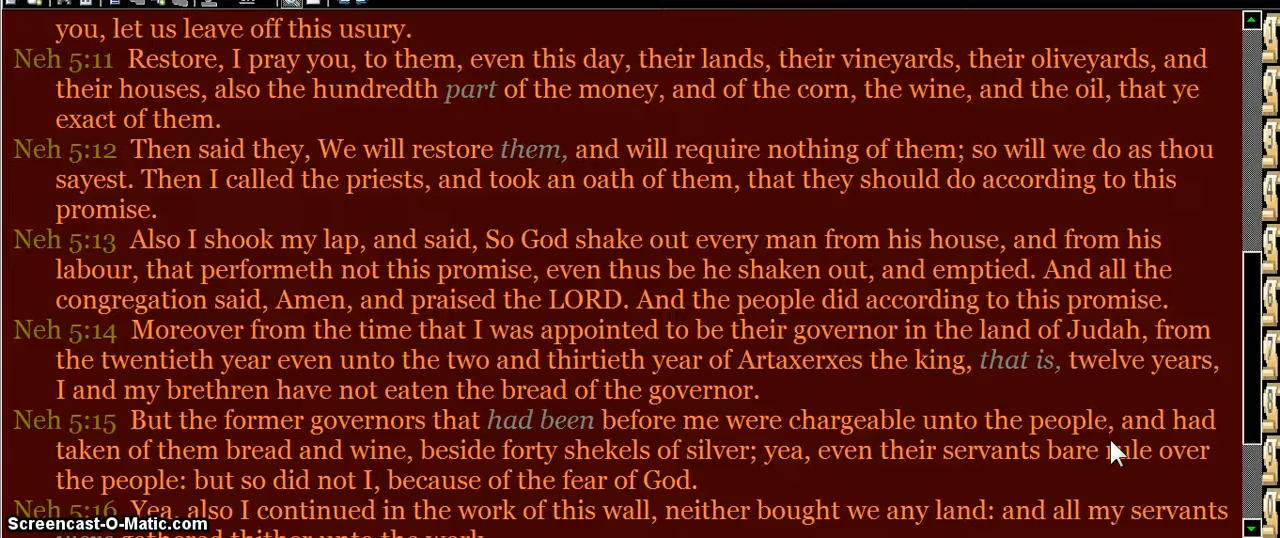 you, let us leave off this usury.
Neh 5:11 Restore, I pray you, to them, even this day, their lands, their vineyards, their oliveyards, and
their houses, also the hundredth part of the money, and of the corn, the wine, and the oil, that ye
exact of them.
Neh 5:12 Then said they, We will restore them, and will require nothing of them; so will we do as thou
sayest. Then I called the priests, and took an oath of them, that they should do according to this
promise.
Neh 5:13 Also I shook my lap, and said, So God shake out every man from his house, and from his
labour, that performeth not this promise, even thus be he shaken out, and emptied. And all the
congregation said, Amen, and praised the LORD. And the people did according to this promise.
Neh 5:14 Moreover from the time that I was appointed to be their governor in the land of Judah, from
the twentieth year even unto the two and thirtieth year of Artaxerxes the king, that is, twelve years,
I and my brethren have not eaten the bread of the governor.
Neh 5:15 But the former governors that had been before me were chargeable unto the people, and had
taken of them bread and wine, beside forty shekels of silver; yea, even their servants bare rule over
the people: but so did not I, because of the fear of God.
Neh 5:16 Yea, also I continued in the work of this wall, neither bought we any land: and all my servants
were gathered thither unto the work.
Screencast-O-Matic.com